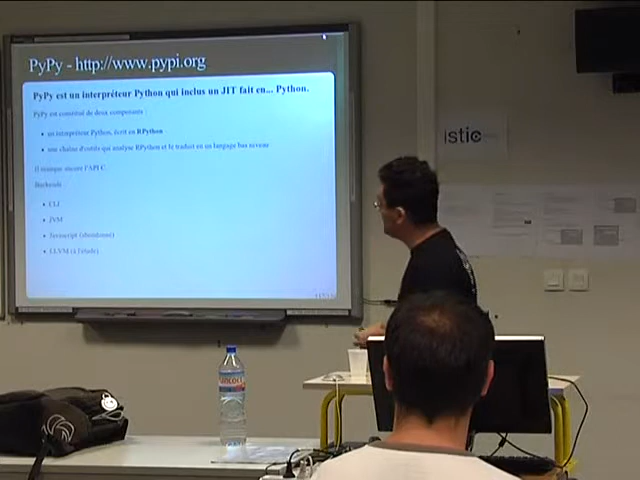 PyPy - http://www.pypi.org
PyPy est un interpréteur Python qui inclus un JIT fait en... Python.
PyPy est constitué de deux composants :
un interpréteur Python, écrit en RPython
une chaîne d'outils qui analyse RPython et le traduit en un langage bas niveau
Il manque encore l'API C.
Backends
CLI
JVM
Javascript (abandonné)
LLVM (à l'étude)
istic